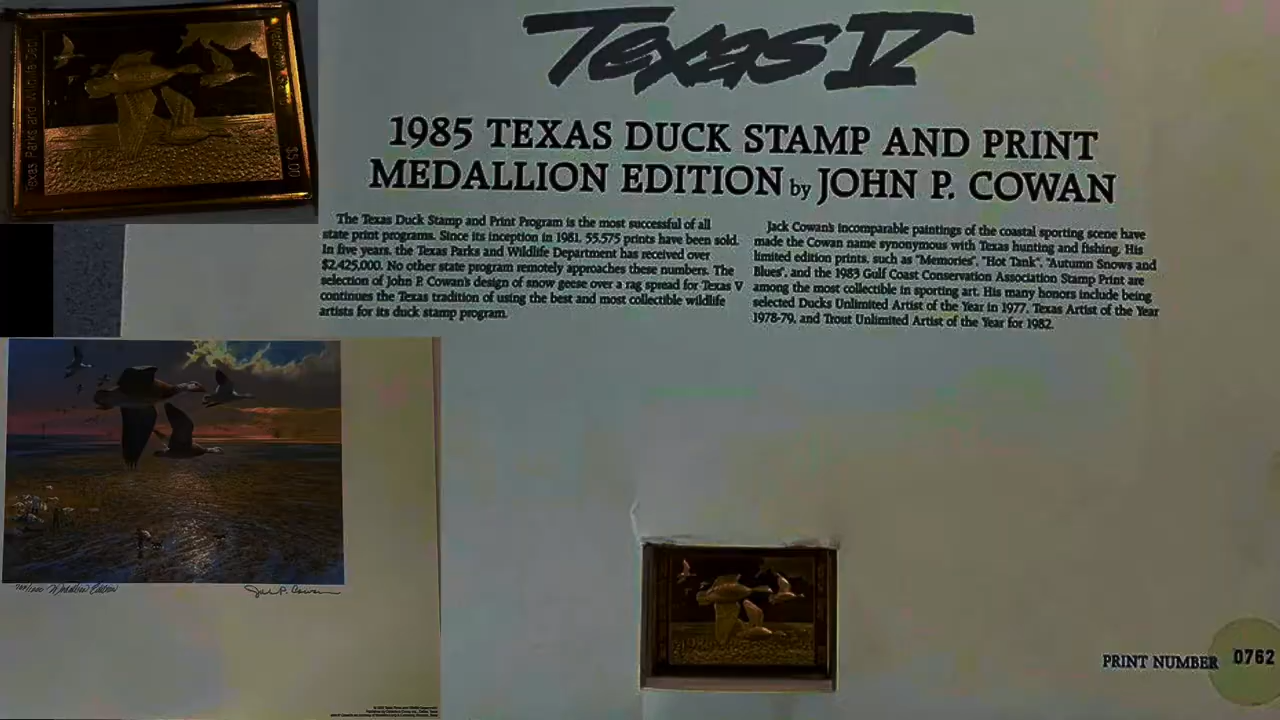 Texas Parks and Wildlife
$5.00
Texas V
1985 TEXAS DUCK STAMP AND PRINT
MEDALLION EDITION by JOHN P. COWAN
The Texas Duck Stamp and Print Program is the most successful of all
state print programs. Since its inception in 1981, 55,575 prints have been sold.
In five years, the Texas Parks and Wildlife Department has received over
$2,425,000. No other state program remotely approaches these numbers. The
selection of John P. Cowan's design of snow geese over a rag spread for Texas V
continues the Texas tradition of using the best and most collectible wildlife
artists for its duck stamp program.
Jack Cowan's incomparable paintings of the coastal sporting scene have
made the Cowan name synonymous with Texas hunting and fishing. His
limited edition prints, such as "Memories", "Hot Tank", "Autumn Snows and
Blues", and the 1983 Gulf Coast Conservation Association Stamp Print are
among the most collectible in sporting art. His many honors include being
selected Ducks Unlimited Artist of the Year in 1977, Texas Artist of the Year
1978-79, and Trout Unlimited Artist of the Year for 1982.
Medallion Edition
John P. Cowan
PRINT NUMBER 0762